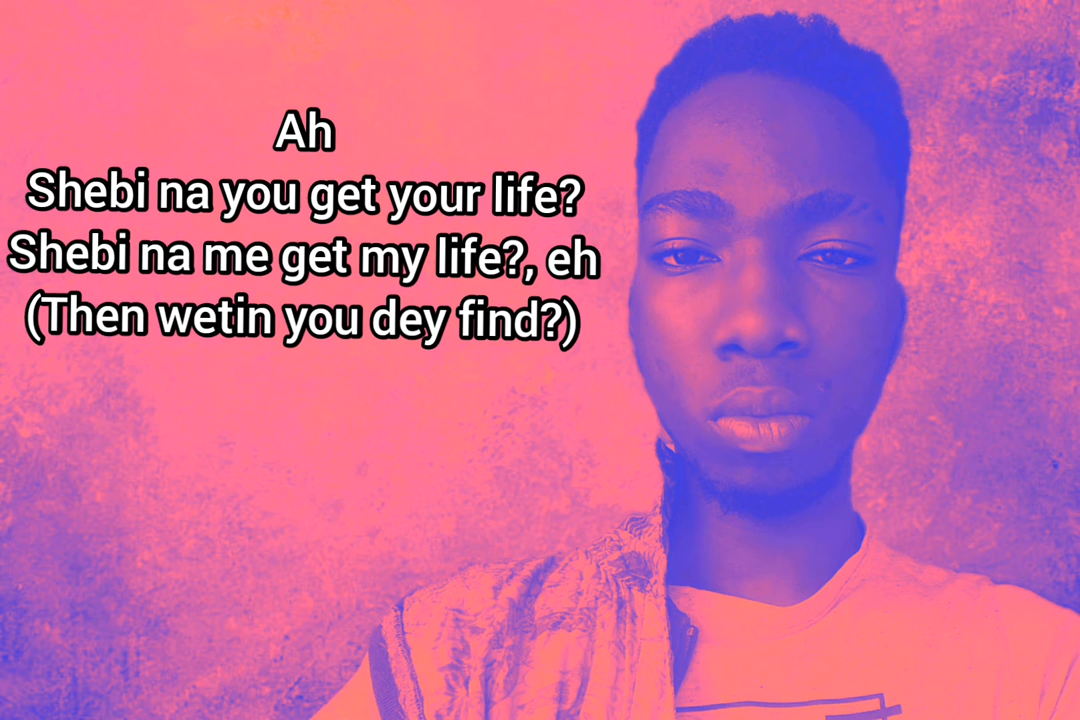 Ah
Shebi na you get your life?
Shebi na me get my life?, eh
(Then wetin you dey find?)